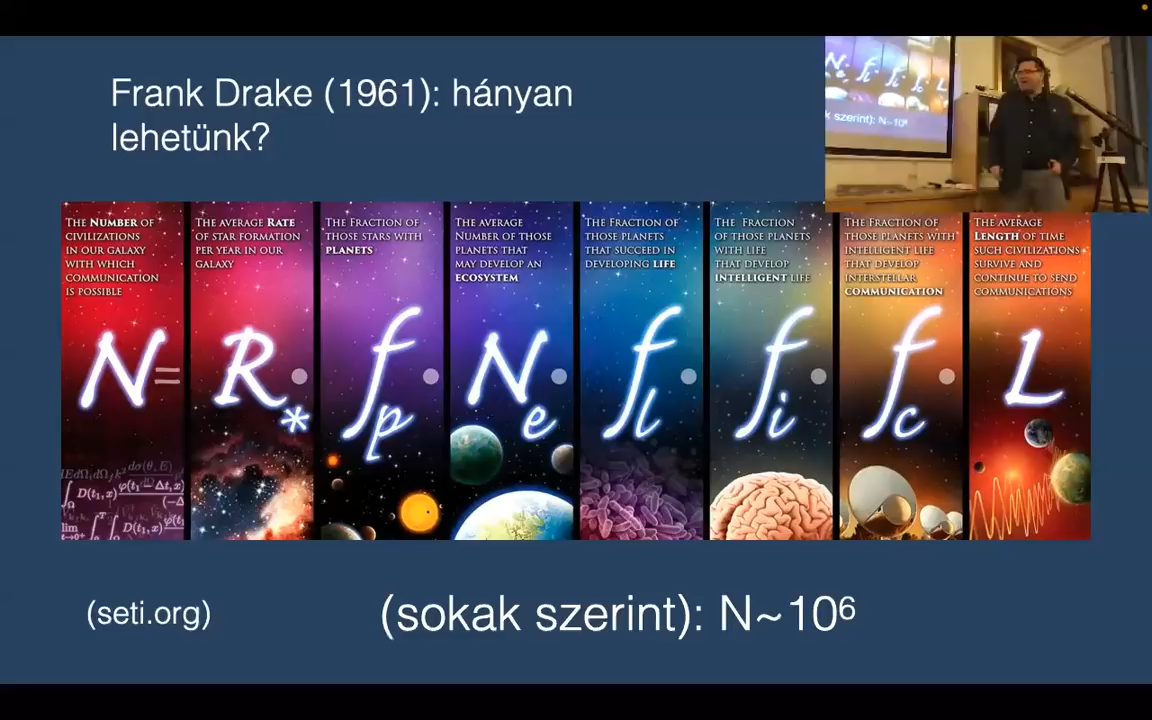 Frank Drake (1961): hányan
lehetünk?
THE NUMBER OF
CIVILIZATIONS
IN OUR GALAXY
WITH WHICH
COMMUNICATION
IS POSSIBLE
N=
THE AVERAGE RATE
OF STAR FORMATION
PER YEAR IN OUR
GALAXY
R*
THE FRACTION OF
THOSE STARS WITH
PLANETS
fp
THE AVERAGE
NUMBER OF THOSE
PLANETS THAT
MAY DEVELOP AN
ECOSYSTEM
Ne
THE FRACTION OF
THOSE PLANETS
THAT SUCCEED IN
DEVELOPING LIFE
fl
THE FRACTION
OF THOSE PLANETS
WITH LIFE
THAT DEVELOP
INTELLIGENT LIFE
fi
THE FRACTION OF
THOSE PLANETS WITH
INTELLIGENT LIFE
THAT DEVELOP
INTERSTELLAR
COMMUNICATION
fc
THE AVERAGE
LENGTH OF TIME
SUCH CIVILIZATIONS
SURVIVE AND
CONTINUE TO SEND
COMMUNICATIONS
L
(seti.org)
(sokak szerint): N~10⁶
szerint): N~10⁶